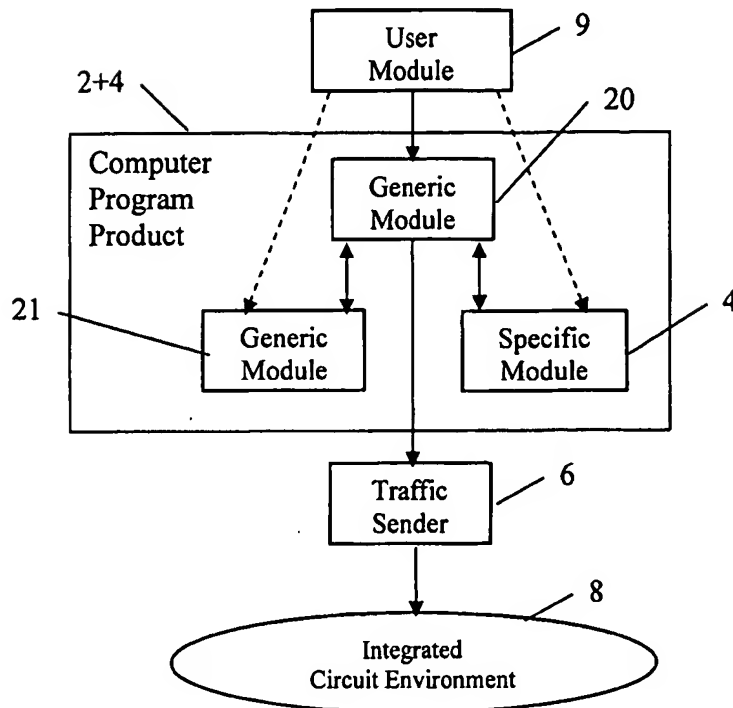 User
Module
9
2+4
20
Computer
Program
Product
Generic
Module
21
Generic
Module
Specific
Module
4
Traffic
Sender
6
8
Integrated
Circuit Environment